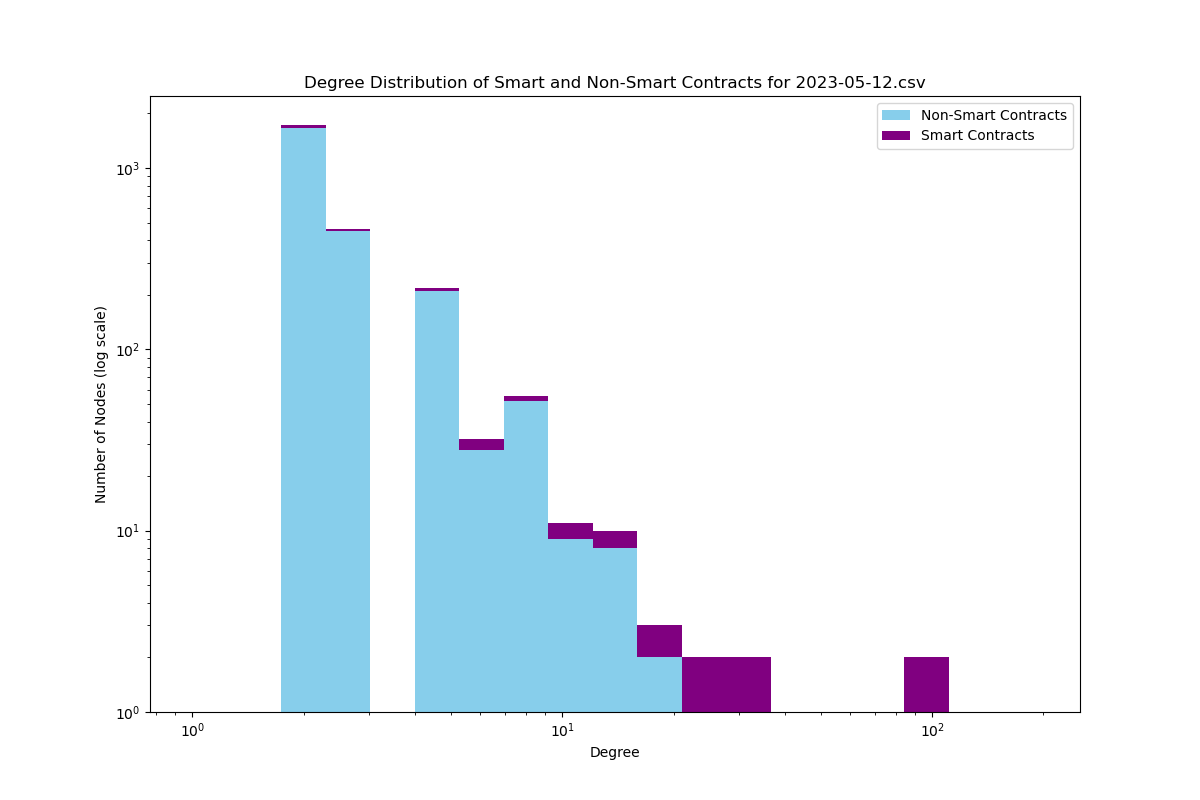 Degree Distribution of Smart and Non-Smart Contracts for 2023-05-12.csv
Non-Smart Contracts
Smart Contracts
Number of Nodes (log scale)
10³
10²
10¹
10⁰
10⁰ 10¹ 10²
Degree